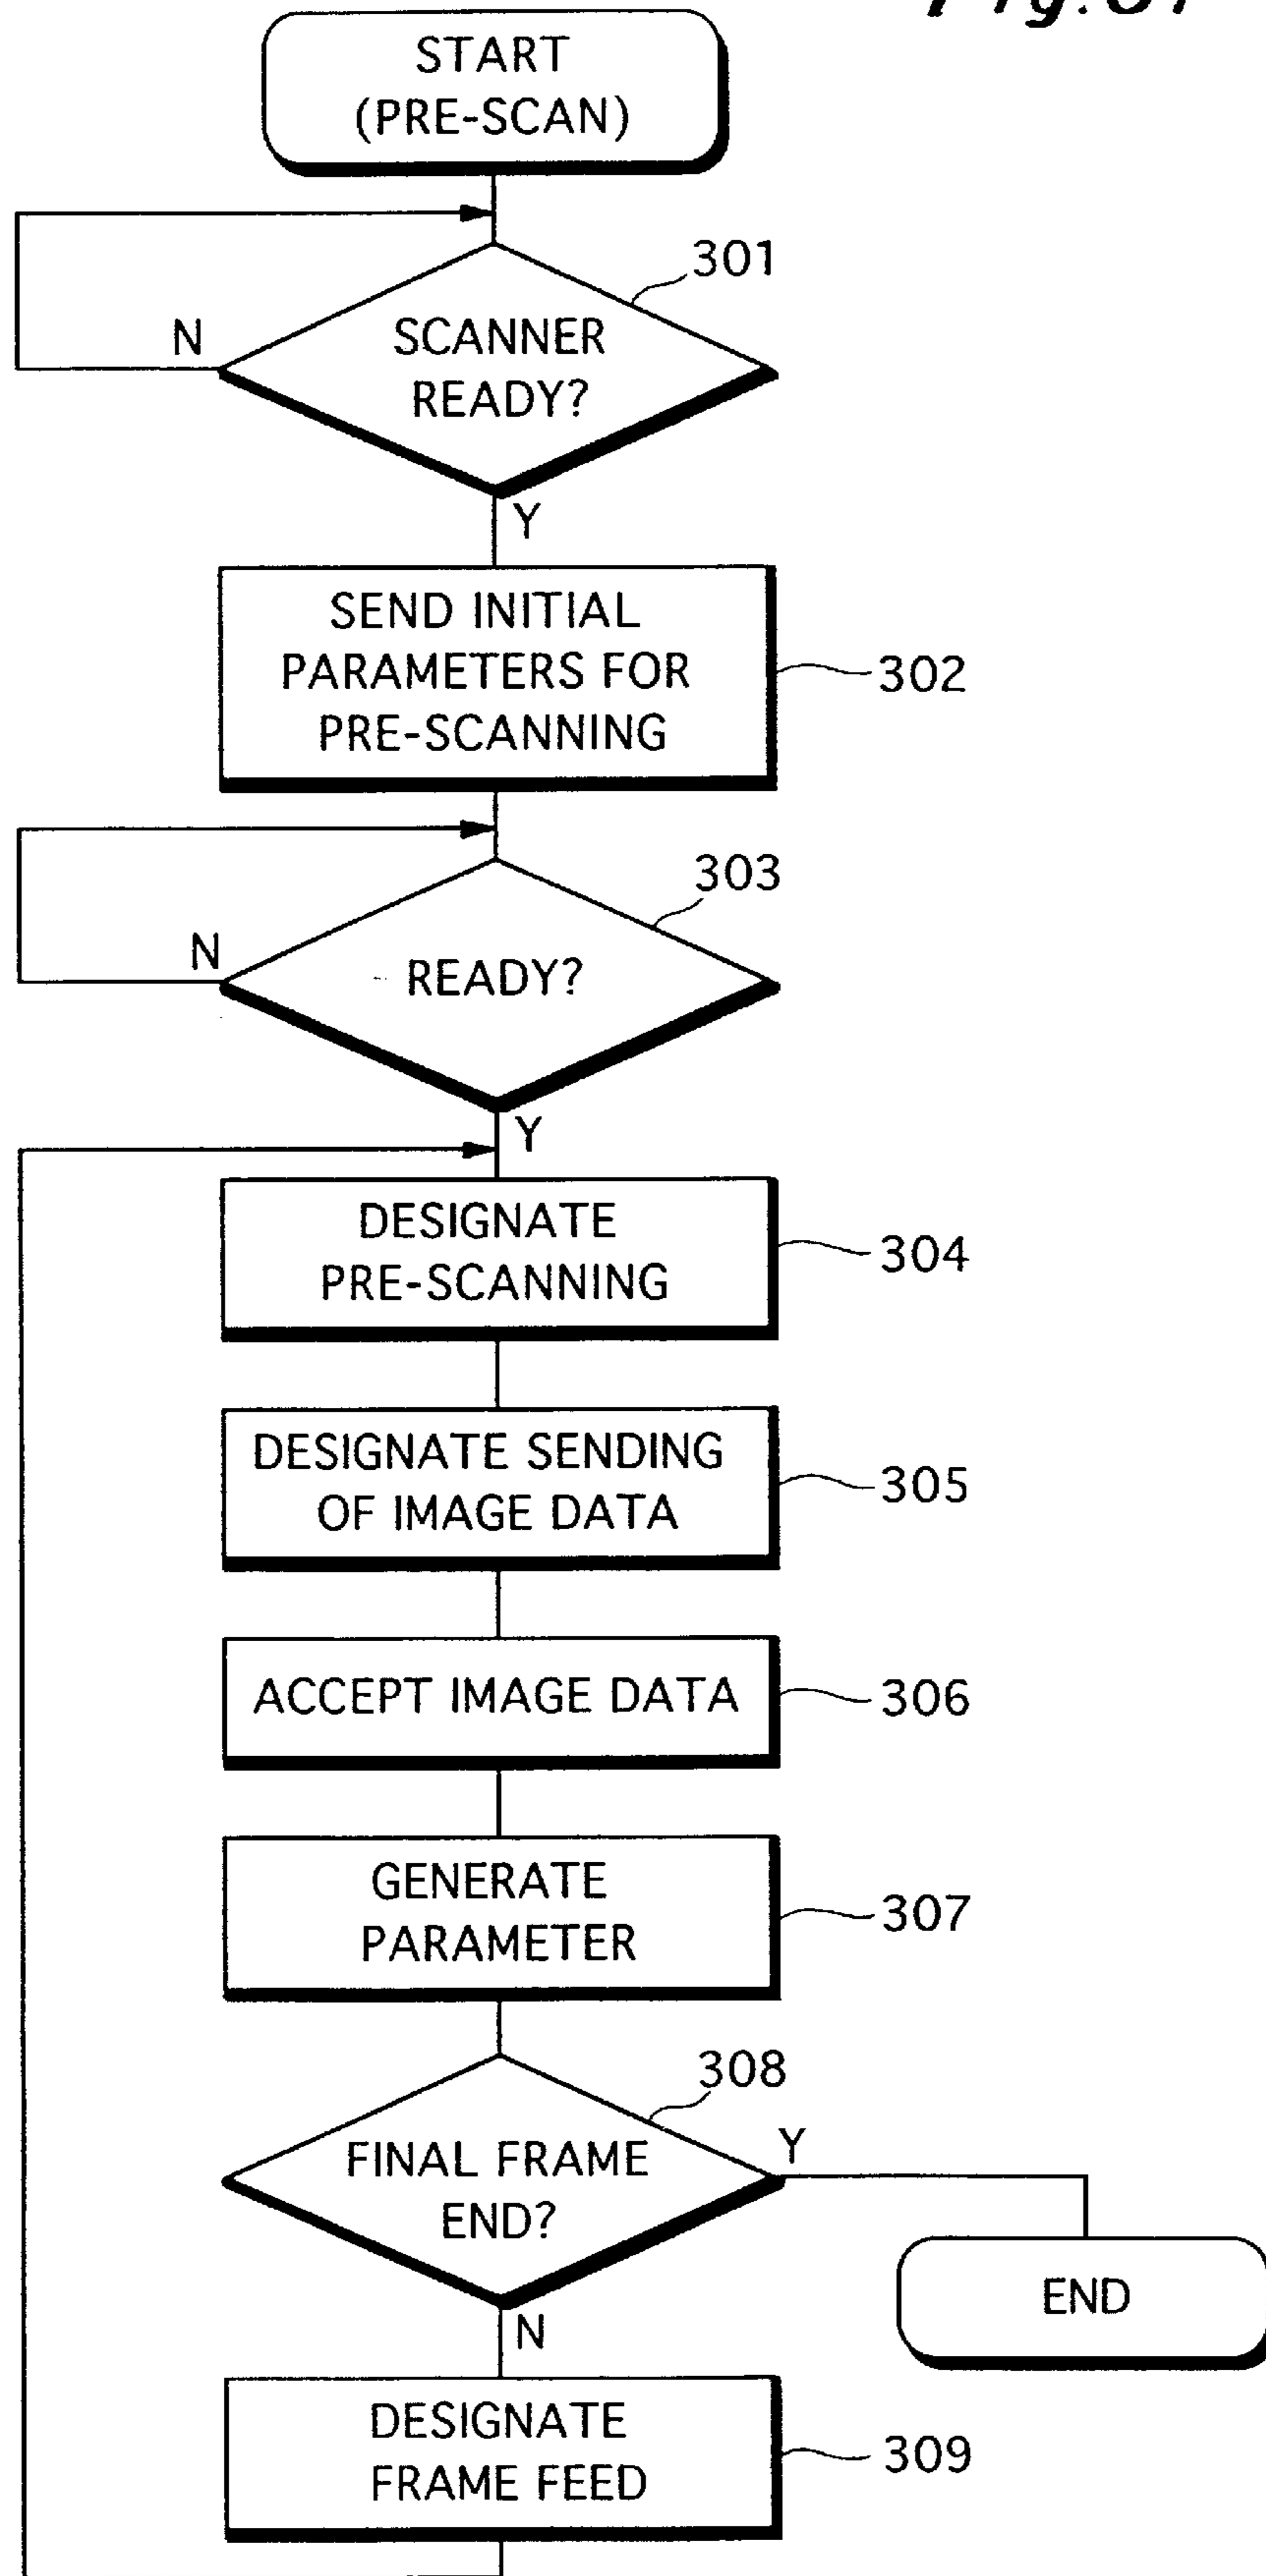 START
(PRE-SCAN)
301
N
SCANNER
READY?
Y
SEND INITIAL
PARAMETERS FOR
PRE-SCANNING
302
303
N
READY?
Y
DESIGNATE
PRE-SCANNING
304
DESIGNATE SENDING
OF IMAGE DATA
305
ACCEPT IMAGE DATA
306
GENERATE
PARAMETER
307
308
FINAL FRAME
END?
Y
END
N
DESIGNATE
FRAME FEED
309